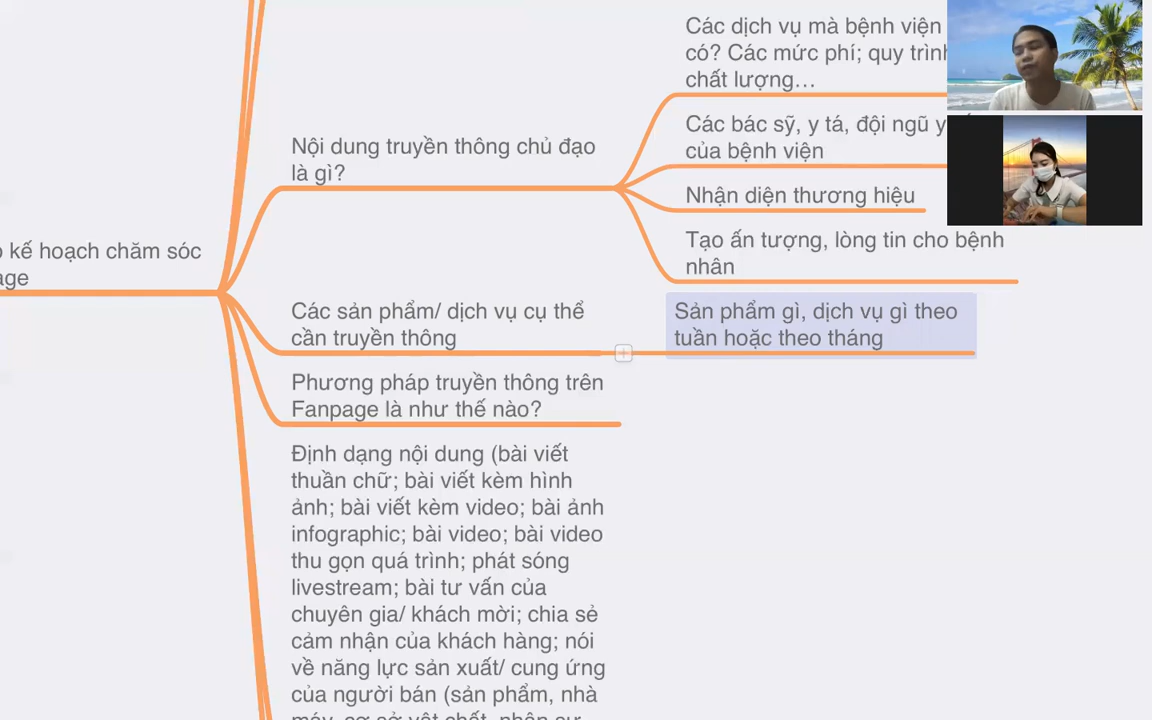 Các dịch vụ mà bệnh viện
có? Các mức phí; quy trình
chất lượng...
Nội dung truyền thông chủ đạo
là gì?
Các bác sỹ, y tá, đội ngũ y
của bệnh viện
Nhận diện thương hiệu
Tạo ấn tượng, lòng tin cho bệnh
nhân
kế hoạch chăm sóc
Các sản phẩm/ dịch vụ cụ thể
cần truyền thông
Sản phẩm gì, dịch vụ gì theo
tuần hoặc theo tháng
Phương pháp truyền thông trên
Fanpage là như thế nào?
Định dạng nội dung (bài viết
thuần chữ; bài viết kèm hình
ảnh; bài viết kèm video; bài ảnh
infographic; bài video; bài video
thu gọn quá trình; phát sóng
livestream; bài tư vấn của
chuyên gia/ khách mời; chia sẻ
cảm nhận của khách hàng; nói
về năng lực sản xuất/ cung ứng
của người bán (sản phẩm, nhà
máy, cơ sở vật chất, nhân sự